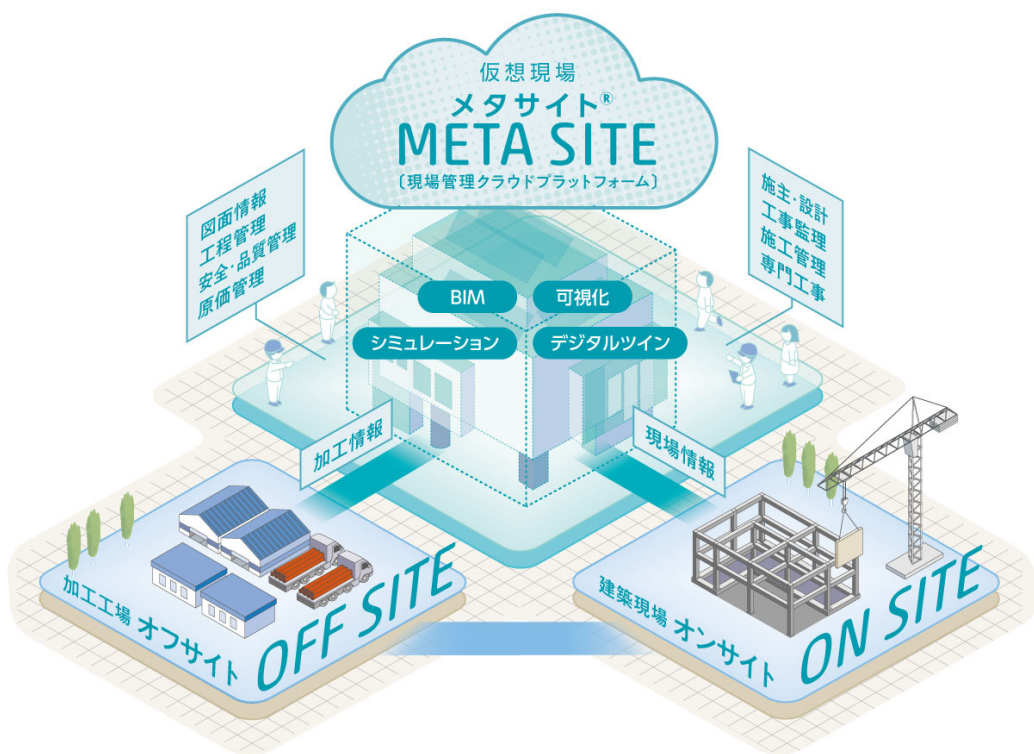 仮想現場
メタサイト®
META SITE
〔現場管理クラウドプラットフォーム〕
図面情報
工程管理
安全・品質管理
原価管理
施主・設計
工事監理
施工管理
専門工事
BIM
可視化
シミュレーション
デジタルツイン
加工情報
現場情報
加工工場 オフサイト
OFF SITE
建築現場 オンサイト
ON SITE